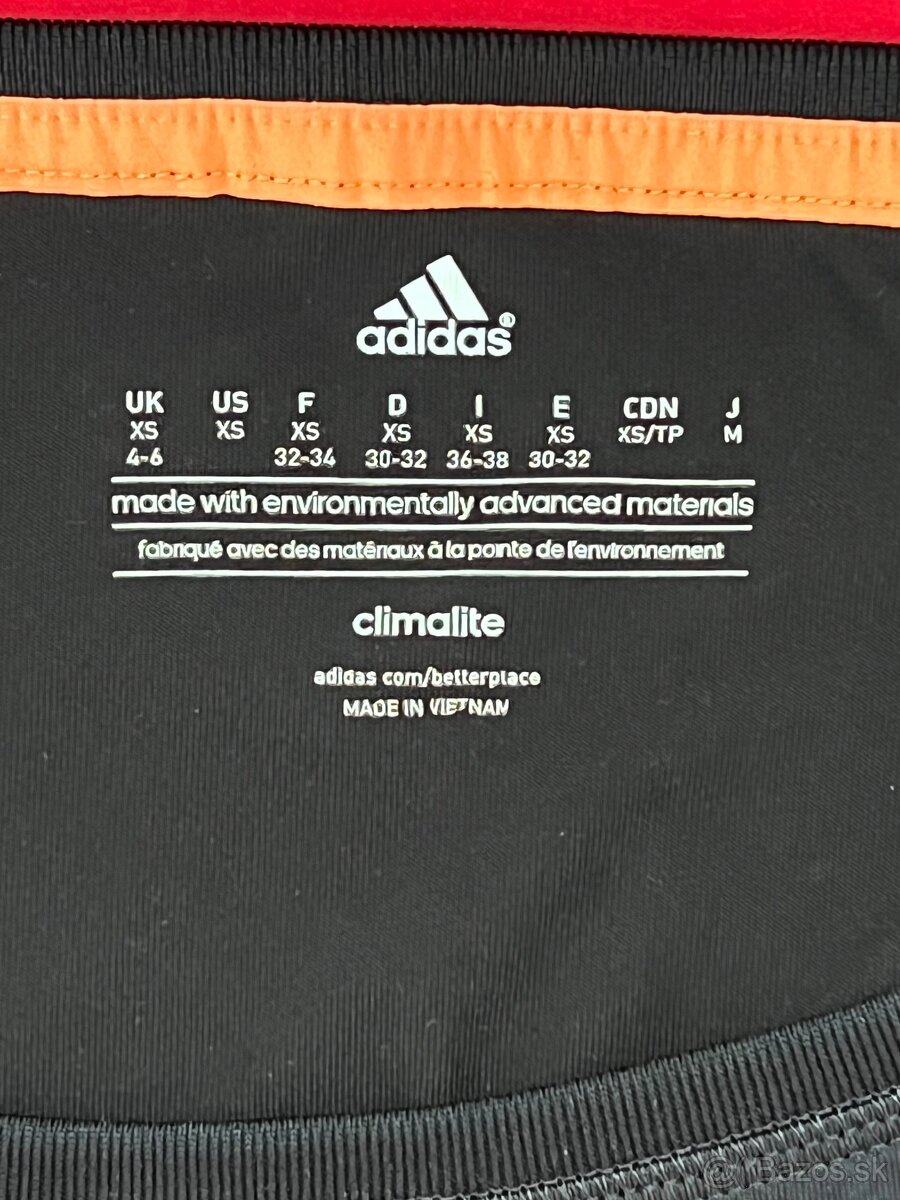 adidas®
UK US F D I E CDN J
XS XS XS XS XS XS XS/TP M
4-6 32-34 30-32 36-38 30-32
made with environmentally advanced materials
fabriqué avec des matériaux à la pointe de l'environnement
climalite
adidas.com/betterplace
MADE IN VIETNAM
Bazos.sk